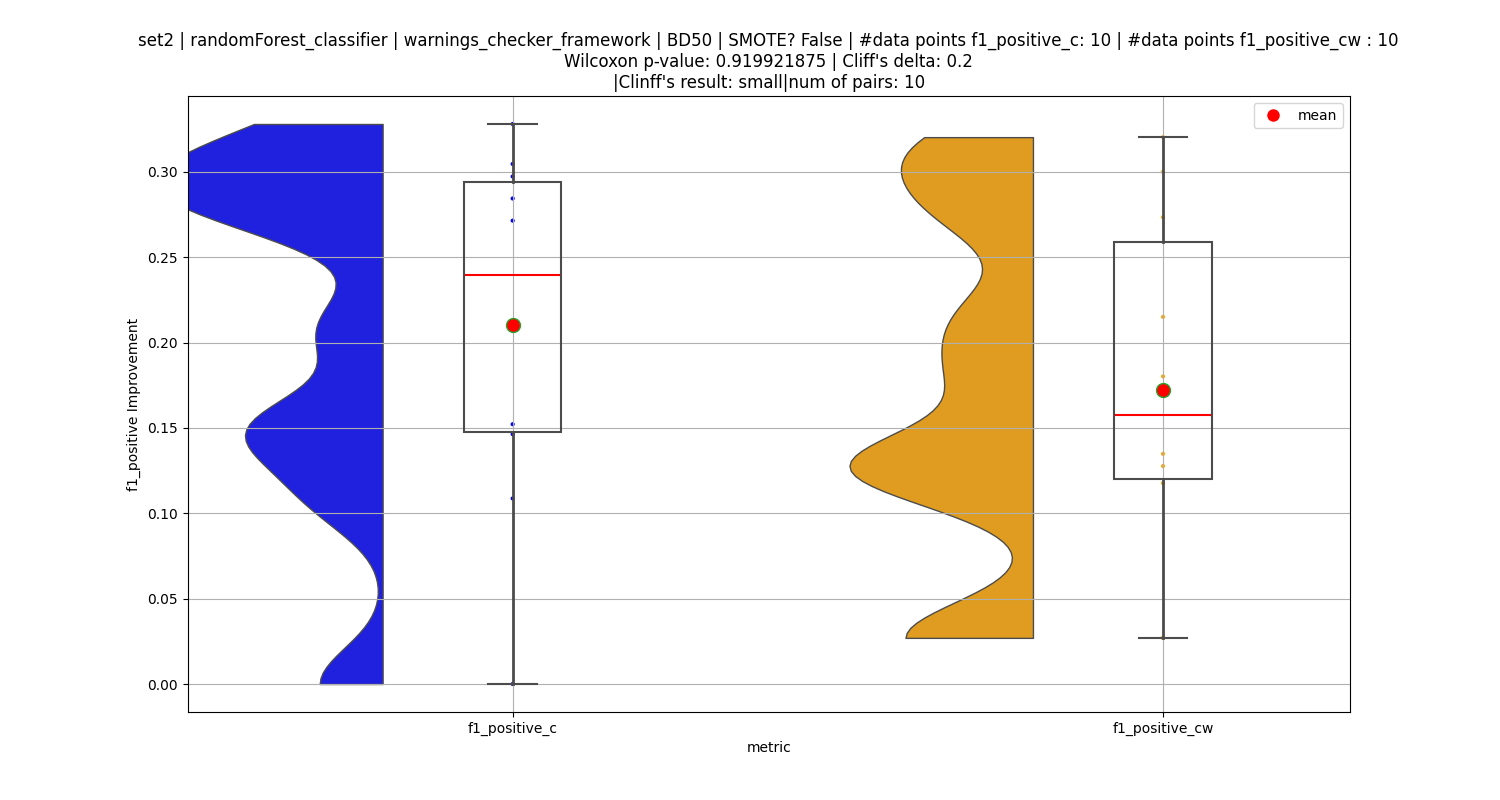 set2 | randomForest_classifier | warnings_checker_framework | BD50 | SMOTE? False | #data points f1_positive_c: 10 | #data points f1_positive_cw : 10
Wilcoxon p-value: 0.919921875 | Cliff's delta: 0.2
|Clinff's result: small|num of pairs: 10
mean
0.30
0.25
0.20
0.15
0.10
0.05
0.00
f1_positive Improvement
f1_positive_c
f1_positive_cw
metric